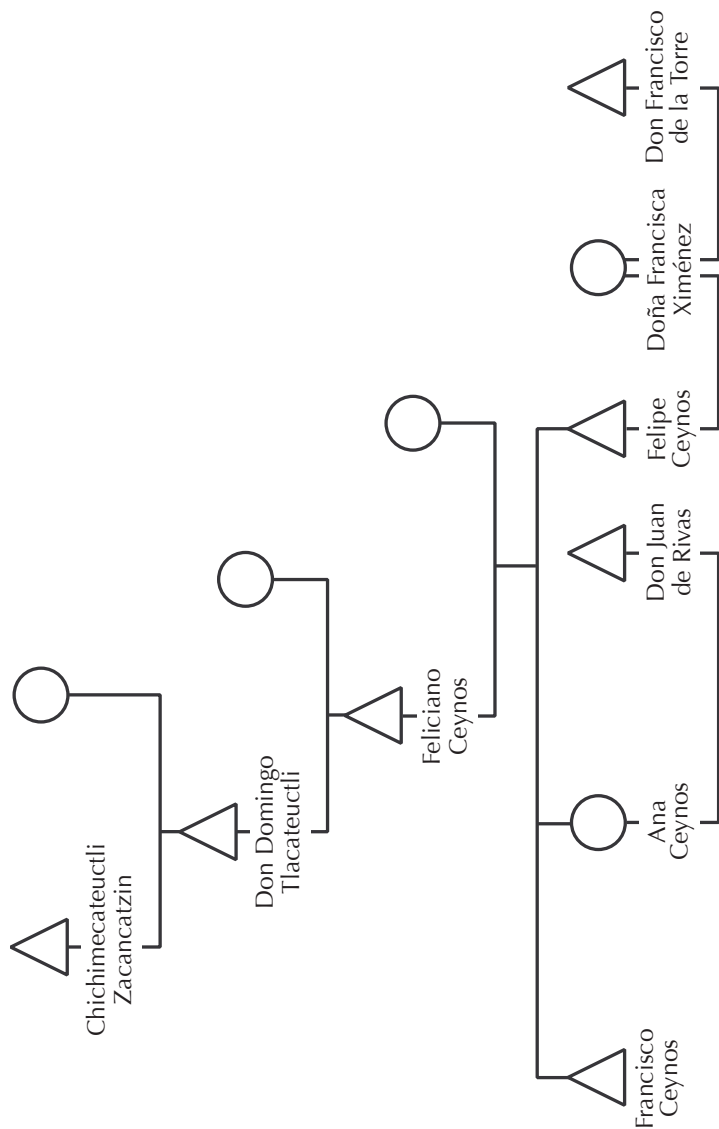 Chichimecateuctli
Zacancatzin
Don Domingo
Tlacateuctli
Feliciano
Ceynos
Francisco
Ceynos
Ana
Ceynos
Don Juan
de Rivas
Felipe
Ceynos
Doña Francisca
Ximénez
Don Francisco
de la Torre